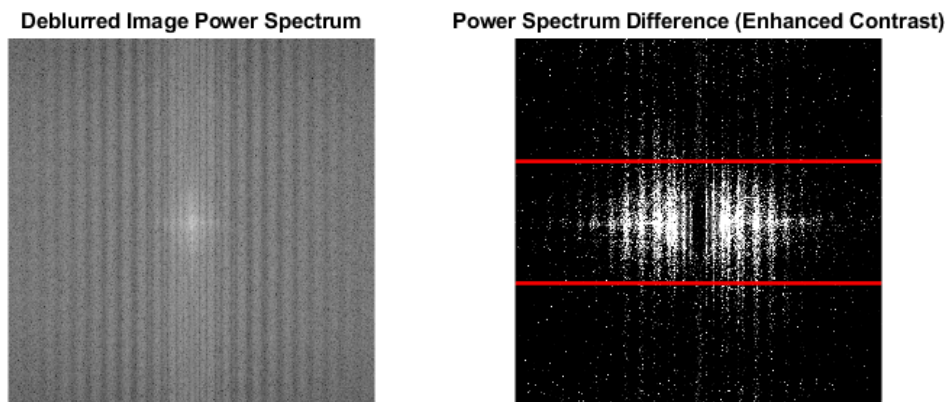 Deblurred Image Power Spectrum
Power Spectrum Difference (Enhanced Contrast)